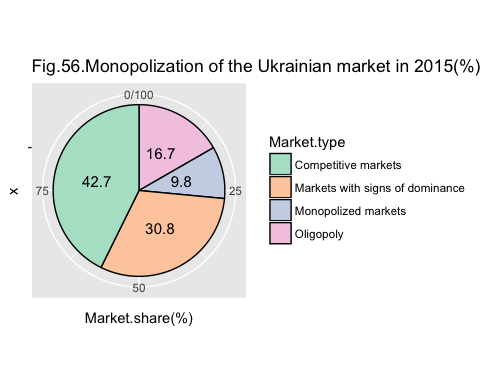 Fig.56.Monopolization of the Ukrainian market in 2015(%)
0/100
16.7
42.7
9.8
75
25
x
30.8
50
Market.share(%)
Market.type
Competitive markets
Markets with signs of dominance
Monopolized markets
Oligopoly